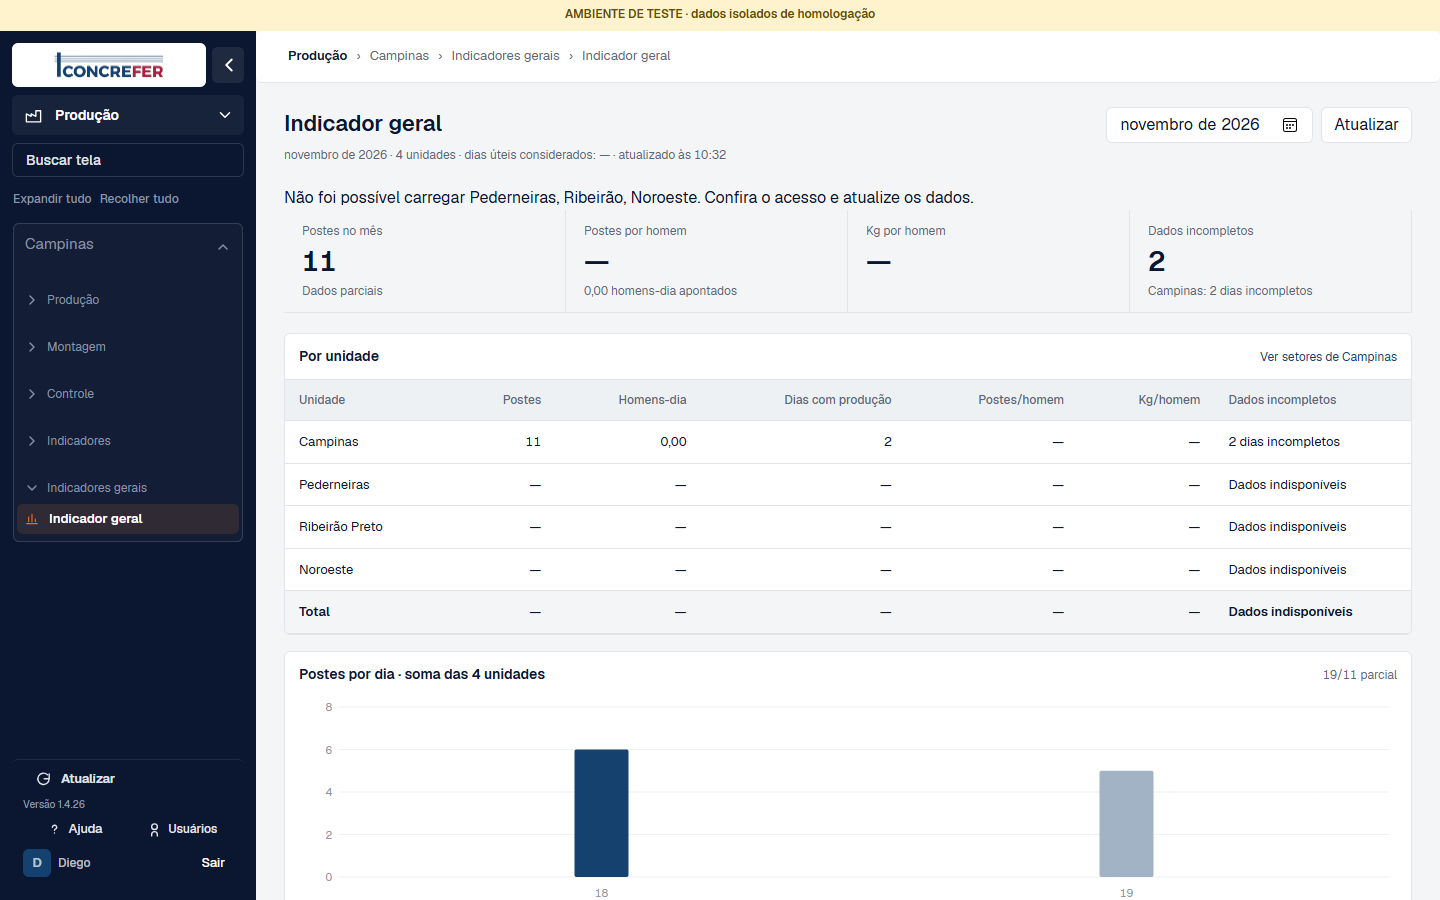 AMBIENTE DE TESTE · dados isolados de homologação
CONCREFER
Produção
Buscar tela
Expandir tudo Recolher tudo
Campinas
Produção
Montagem
Controle
Indicadores
Indicadores gerais
Indicador geral
Atualizar
Versão 1.4.26
? Ajuda Usuários
D Diego Sair
Produção › Campinas › Indicadores gerais › Indicador geral
Indicador geral
novembro de 2026 Atualizar
novembro de 2026 · 4 unidades · dias úteis considerados: — · atualizado às 10:32
Não foi possível carregar Pederneiras, Ribeirão, Noroeste. Confira o acesso e atualize os dados.
Postes no mês
11
Dados parciais
Postes por homem
—
0,00 homens-dia apontados
Kg por homem
—
Dados incompletos
2
Campinas: 2 dias incompletos
Por unidade Ver setores de Campinas
Unidade Postes Homens-dia Dias com produção Postes/homem Kg/homem Dados incompletos
Campinas 11 0,00 2 — — 2 dias incompletos
Pederneiras — — — — — Dados indisponíveis
Ribeirão Preto — — — — — Dados indisponíveis
Noroeste — — — — — Dados indisponíveis
Total — — — — — Dados indisponíveis
Postes por dia · soma das 4 unidades 19/11 parcial
8
6
4
2
0
18 19